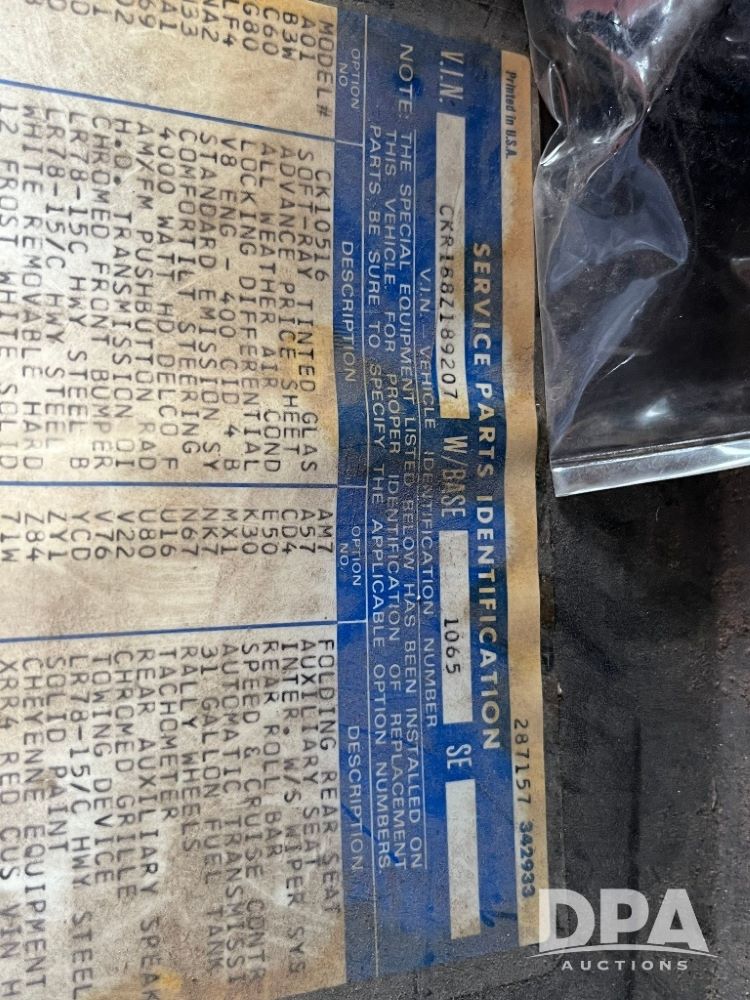 Printed in U.S.A.
287157 342933
SERVICE PARTS IDENTIFICATION
V.I.N. CKR188Z189207 W/BASE 1065 SE
V.I.N. VEHICLE IDENTIFICATION NUMBER
NOTE: THE SPECIAL EQUIPMENT LISTED BELOW HAS BEEN INSTALLED ON
THIS VEHICLE. FOR PROPER IDENTIFICATION OF REPLACEMENT
PARTS BE SURE TO SPECIFY THE APPLICABLE OPTION NUMBERS.
OPTION NO. DESCRIPTION OPTION NO. DESCRIPTION
MODEL# CK10516 AM7 FOLDING REAR SEAT
A01 SOFT-RAY TINTED GLAS A57 AUXILIARY SEAT
B3W ADVANCE PRICE SHEET CD4 INTER. W/S WIPER SYS
C60 ALL WEATHER AIR COND E50 REAR ROLL BAR
G80 LOCKING DIFFERENTIAL K30 SPEED & CRUISE CONTR
LF4 V8 ENG - 400 CID 4 B MX1 AUTOMATIC TRANSMISSI
NA2 STANDARD EMISSION SY NK7 31 GALLON FUEL TANK
N33 COMFORTILT STEERING N67 RALLY WHEELS
4000 WATT HD DELCO F U16 TACHOMETER
AM/FM PUSHBUTTON RAD U80 REAR AUXILIARY SPEAK
H.D. TRANSMISSION OI V22 CHROMED GRILLE
CHROMED FRONT BUMPER V76 TOWING DEVICE
LR78-15C HWY STEEL B YCD LR78-15/C HWY STEEL
LR78-15/C HWY STEEL ZY1 SOLID PAINT
WHITE REMOVABLE HARD Z84 CHEYENNE EQUIPMENT
12 FROST WHITE SOLID 71W XRR4 RED CUS VIN H
DPA
AUCTIONS